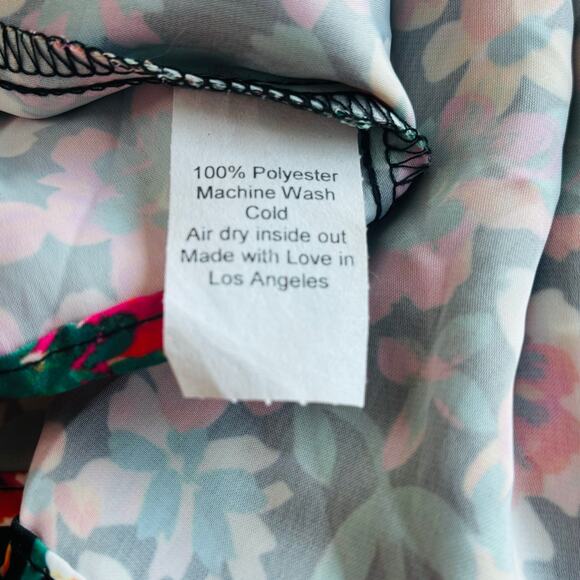 100% Polyester
Machine Wash
Cold
Air dry inside out
Made with Love in
Los Angeles